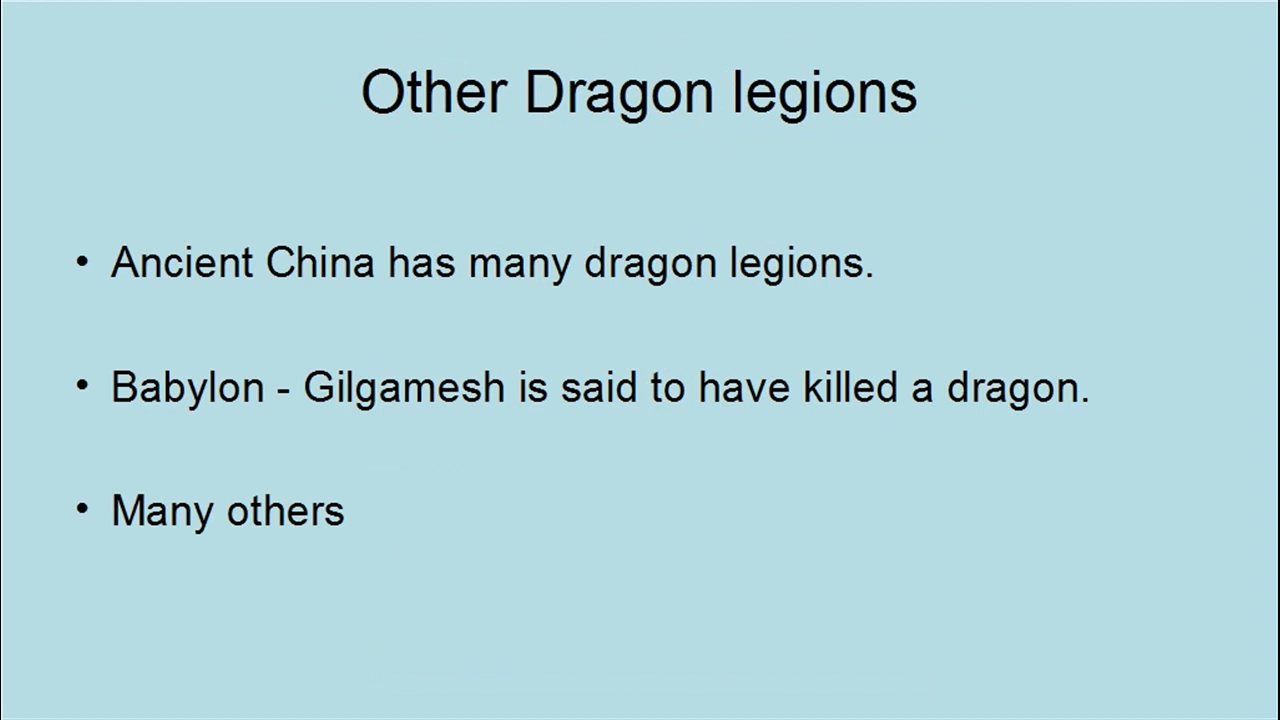 Other Dragon legions
• Ancient China has many dragon legions.
• Babylon - Gilgamesh is said to have killed a dragon.
• Many others